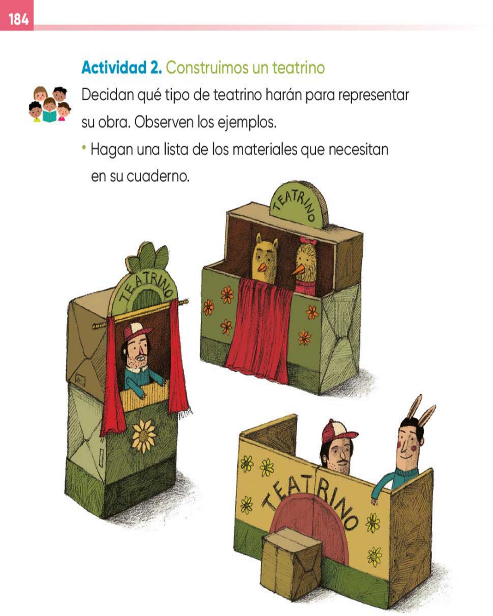 184
Actividad 2. Construimos un teatrino
Decidan qué tipo de teatrino harán para representar
su obra. Observen los ejemplos.
• Hagan una lista de los materiales que necesitan
en su cuaderno.
TEATRINO
TEATRINO
TEATRINO